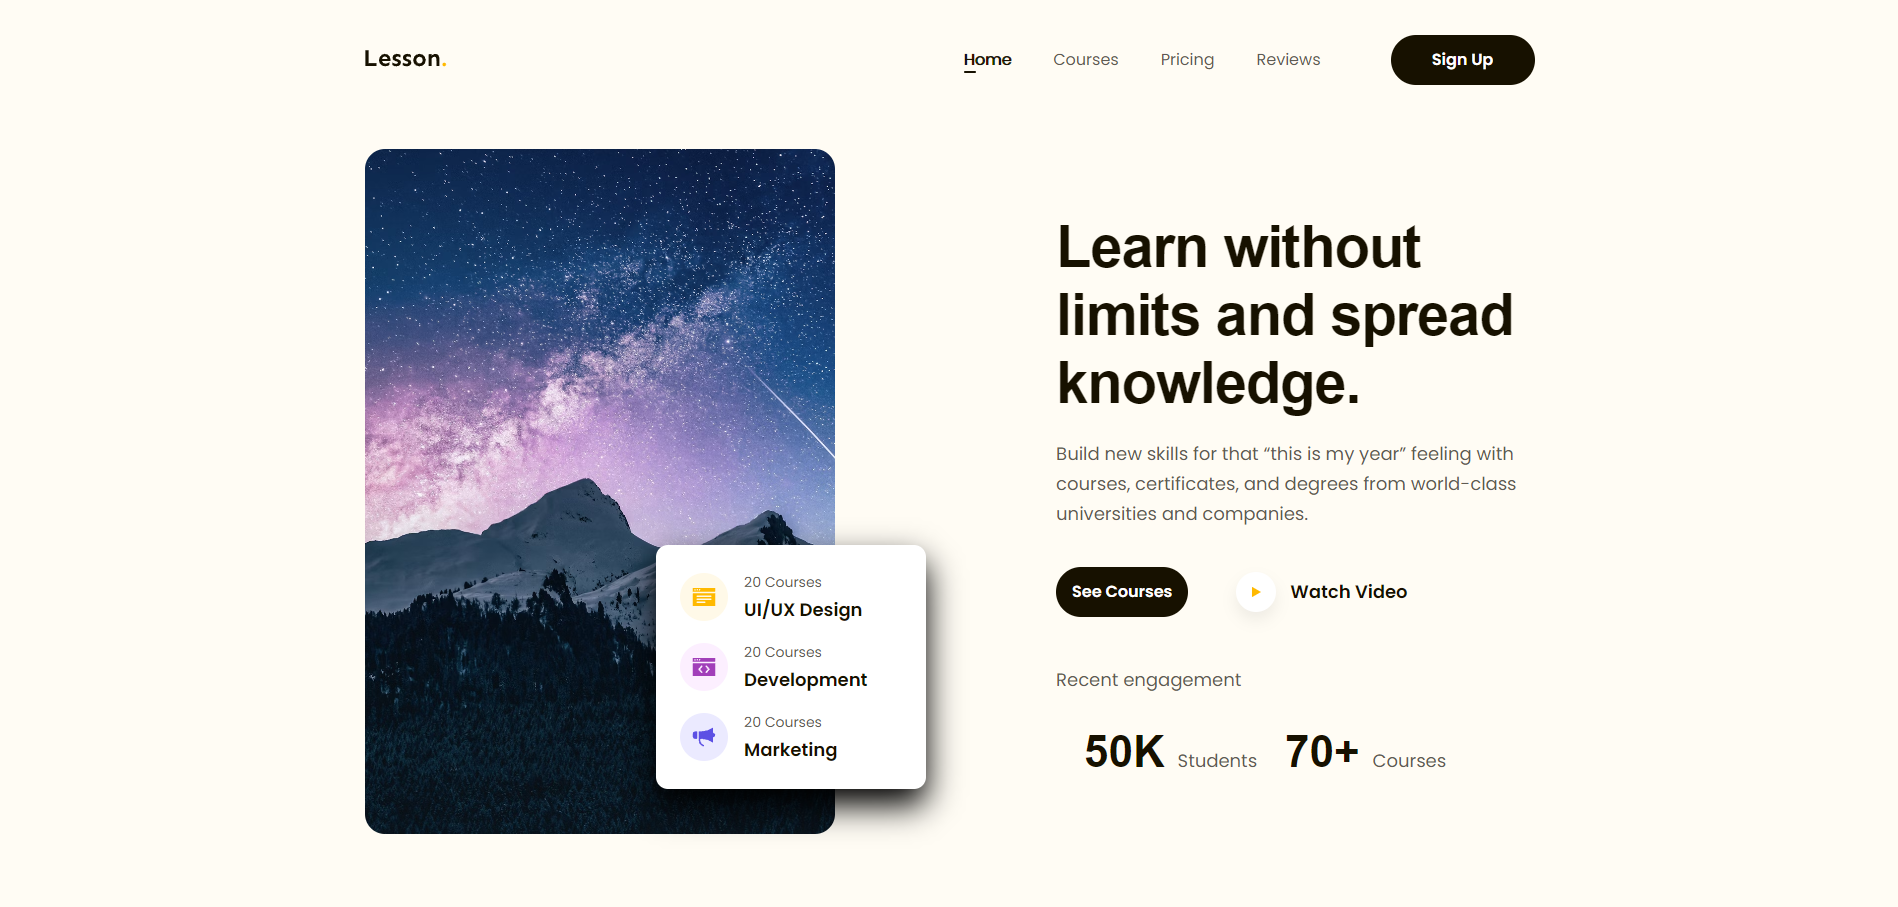 Lesson.
Home Courses Pricing Reviews Sign Up
Learn without
limits and spread
knowledge.
Build new skills for that “this is my year” feeling with
courses, certificates, and degrees from world-class
universities and companies.
See Courses Watch Video
Recent engagement
50K Students 70+ Courses
20 Courses
UI/UX Design
20 Courses
Development
20 Courses
Marketing